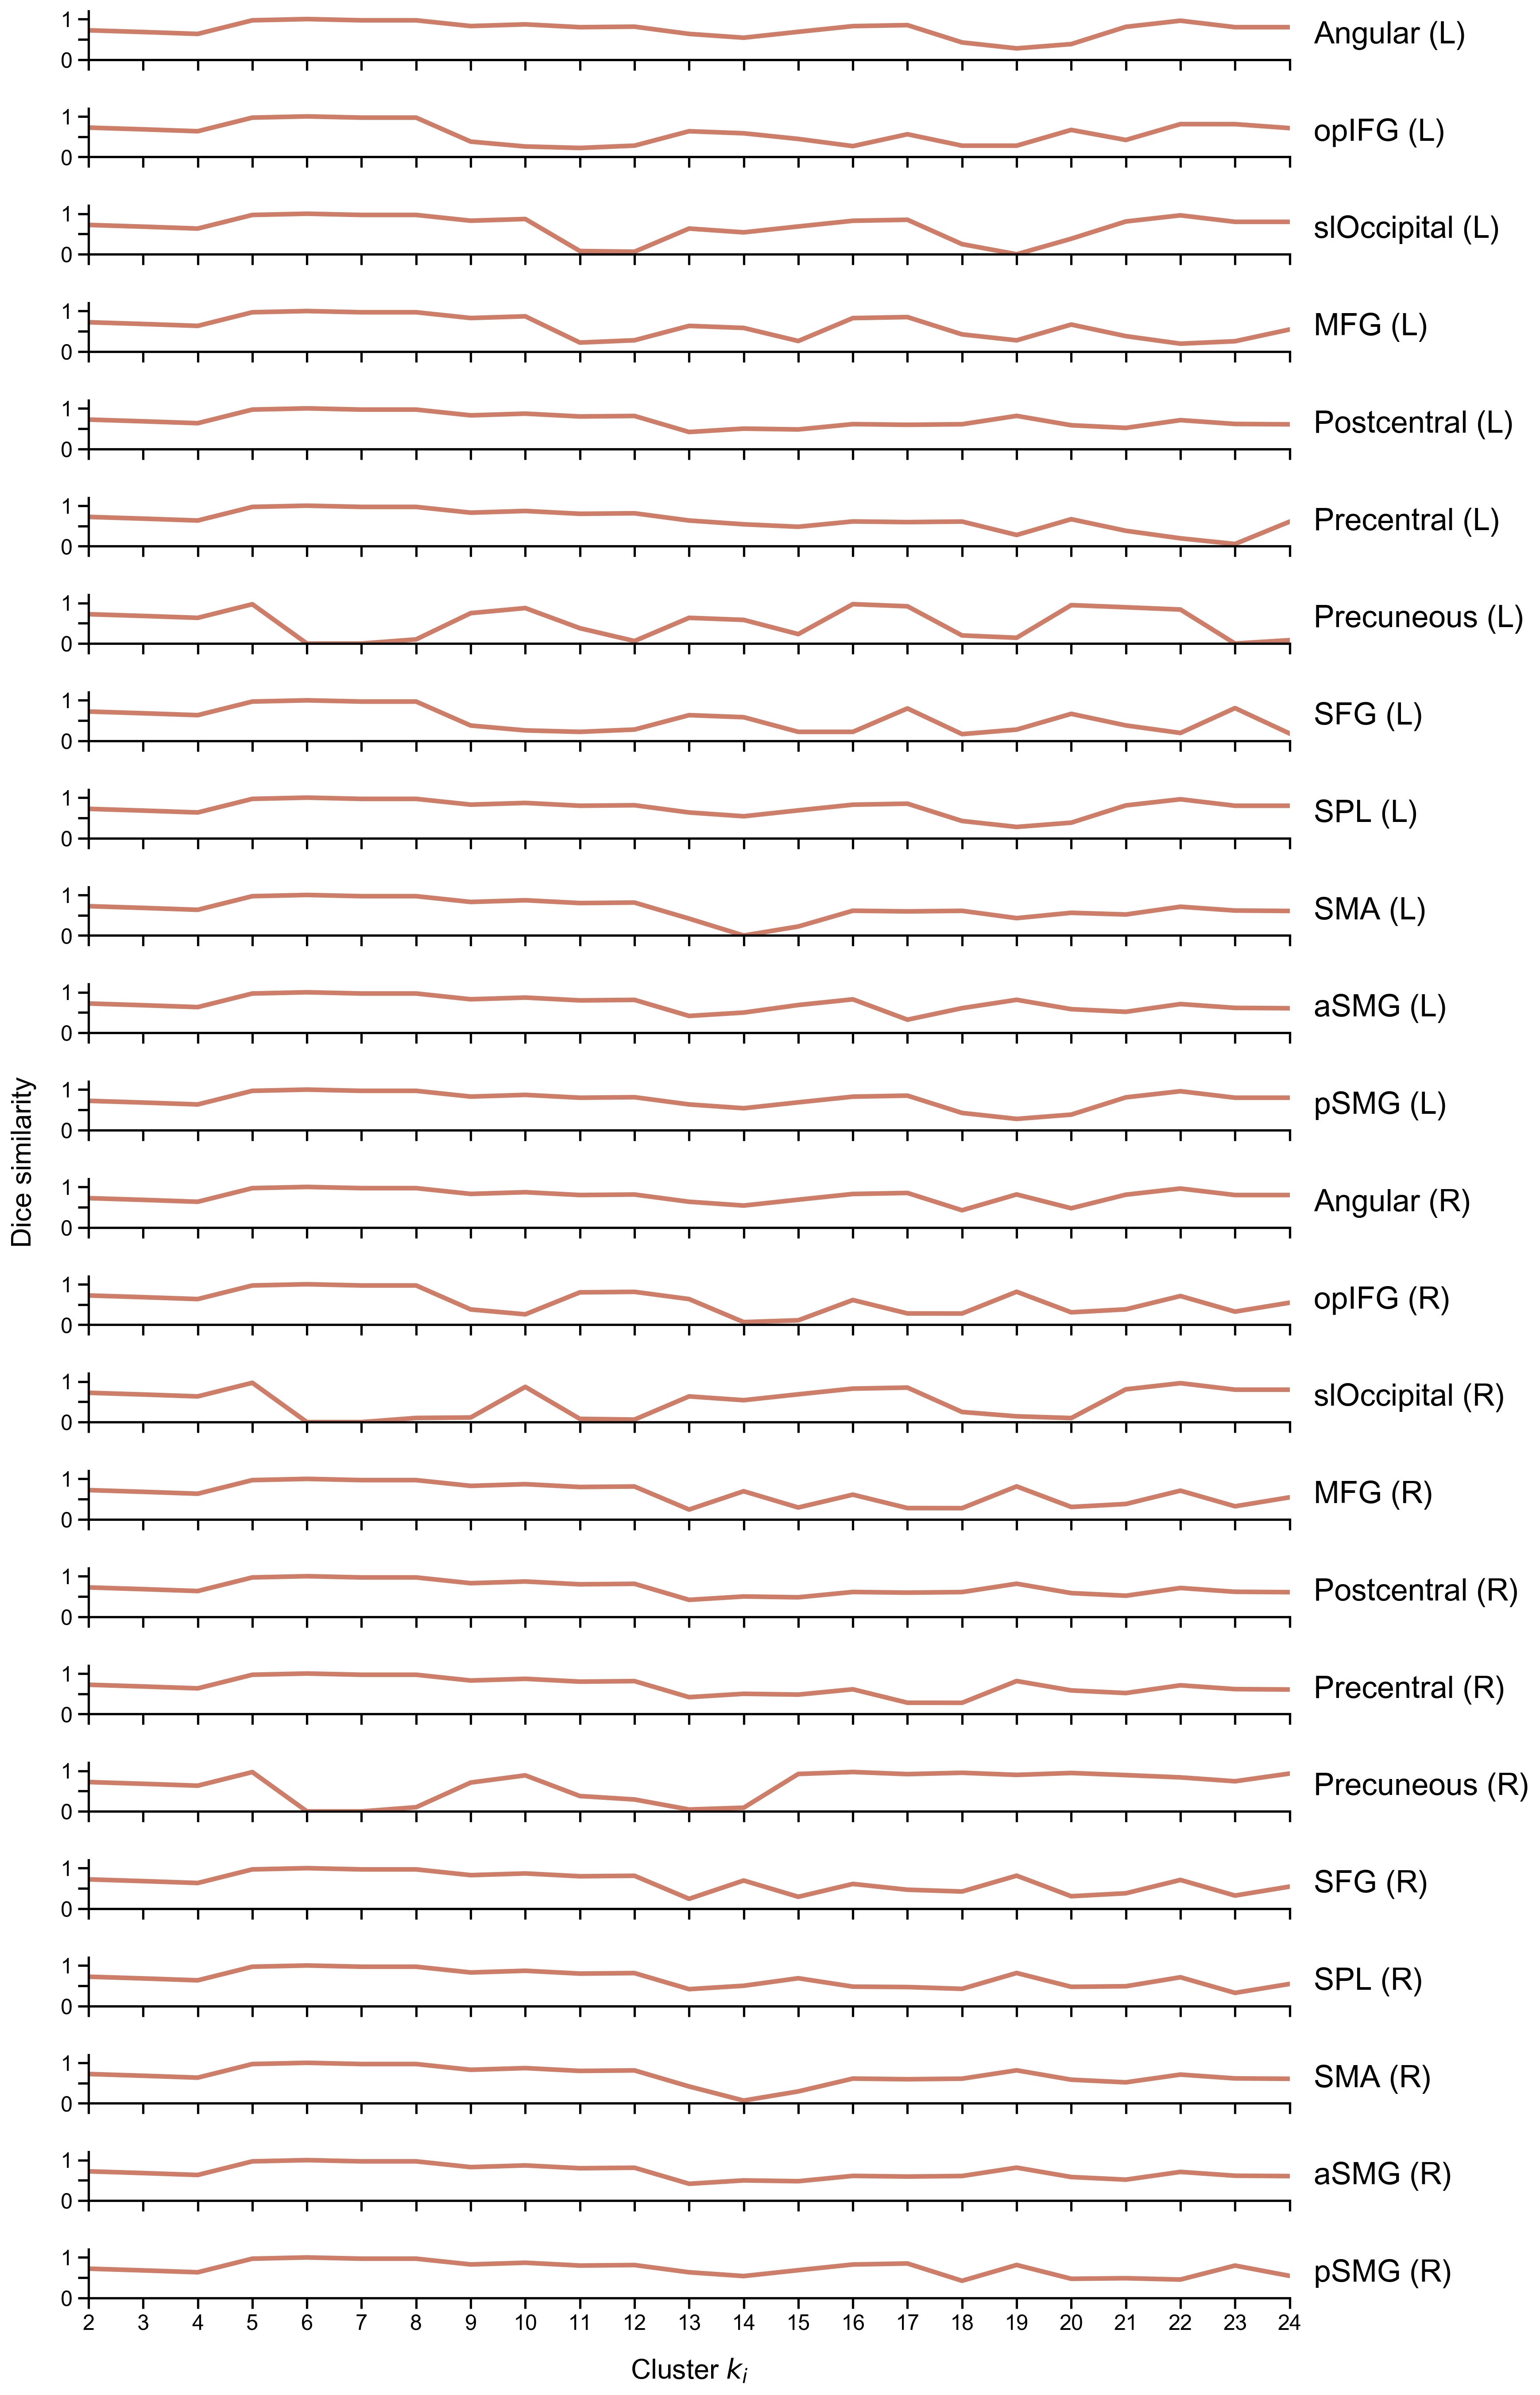 1
0
Angular (L)
1
0
opIFG (L)
1
0
slOccipital (L)
1
0
MFG (L)
1
0
Postcentral (L)
1
0
Precentral (L)
1
0
Precuneous (L)
1
0
SFG (L)
1
0
SPL (L)
1
0
SMA (L)
1
0
aSMG (L)
1
0
pSMG (L)
Dice similarity
1
0
Angular (R)
1
0
opIFG (R)
1
0
slOccipital (R)
1
0
MFG (R)
1
0
Postcentral (R)
1
0
Precentral (R)
1
0
Precuneous (R)
1
0
SFG (R)
1
0
SPL (R)
1
0
SMA (R)
1
0
aSMG (R)
1
0
pSMG (R)
2 3 4 5 6 7 8 9 10 11 12 13 14 15 16 17 18 19 20 21 22 23 24
Cluster k_i